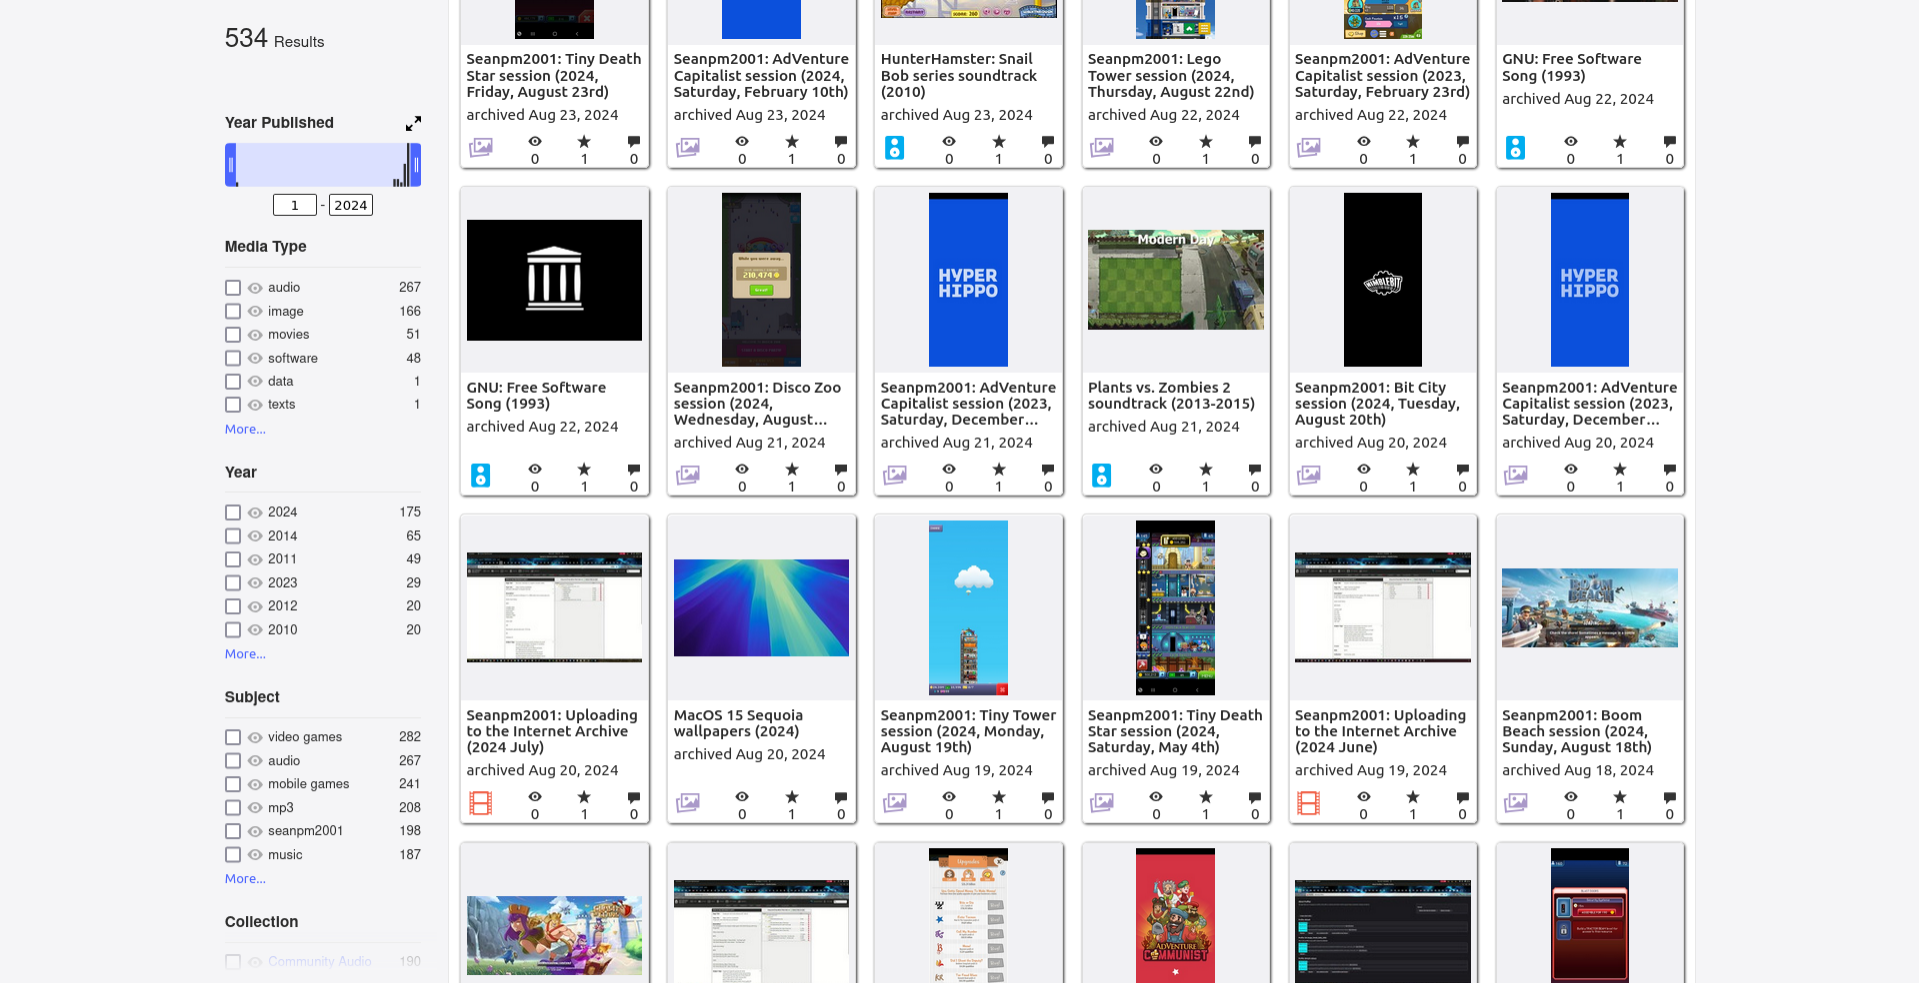 534 Results
Year Published
1 - 2024
Media Type
audio 267
image 166
movies 51
software 48
data 1
texts 1
More...
Year
2024 175
2014 65
2011 49
2023 29
2012 20
2010 20
More...
Subject
video games 282
audio 267
mobile games 241
mp3 208
seanpm2001 198
music 187
More...
Collection
Community Audio 190
Seanpm2001: Tiny Death
Star session (2024,
Friday, August 23rd)
archived Aug 23, 2024
0 1 0
Seanpm2001: AdVenture
Capitalist session (2024,
Saturday, February 10th)
archived Aug 23, 2024
0 1 0
HunterHamster: Snail
Bob series soundtrack
(2010)
archived Aug 23, 2024
0 1 0
Seanpm2001: Lego
Tower session (2024,
Thursday, August 22nd)
archived Aug 22, 2024
0 1 0
Seanpm2001: AdVenture
Capitalist session (2023,
Saturday, February 23rd)
archived Aug 22, 2024
0 1 0
GNU: Free Software
Song (1993)
archived Aug 22, 2024
0 1 0
GNU: Free Software
Song (1993)
archived Aug 22, 2024
0 1 0
While you were away...
210,474
Seanpm2001: Disco Zoo
session (2024,
Wednesday, August...
archived Aug 21, 2024
0 1 0
HYPER
HIPPO
Seanpm2001: AdVenture
Capitalist session (2023,
Saturday, December...
archived Aug 21, 2024
0 1 0
Modern Day
Plants vs. Zombies 2
soundtrack (2013-2015)
archived Aug 21, 2024
0 1 0
NIMBLEBIT
Seanpm2001: Bit City
session (2024, Tuesday,
August 20th)
archived Aug 20, 2024
0 1 0
HYPER
HIPPO
Seanpm2001: AdVenture
Capitalist session (2023,
Saturday, December...
archived Aug 20, 2024
0 1 0
Seanpm2001: Uploading
to the Internet Archive
(2024 July)
archived Aug 20, 2024
0 1 0
MacOS 15 Sequoia
wallpapers (2024)
archived Aug 20, 2024
0 1 0
Seanpm2001: Tiny Tower
session (2024, Monday,
August 19th)
archived Aug 19, 2024
0 1 0
Seanpm2001: Tiny Death
Star session (2024,
Saturday, May 4th)
archived Aug 19, 2024
0 1 0
Seanpm2001: Uploading
to the Internet Archive
(2024 June)
archived Aug 19, 2024
0 1 0
BOOM
BEACH
Seanpm2001: Boom
Beach session (2024,
Sunday, August 18th)
archived Aug 18, 2024
0 1 0
Upgrades
ADVENTURE
COMMUNIST